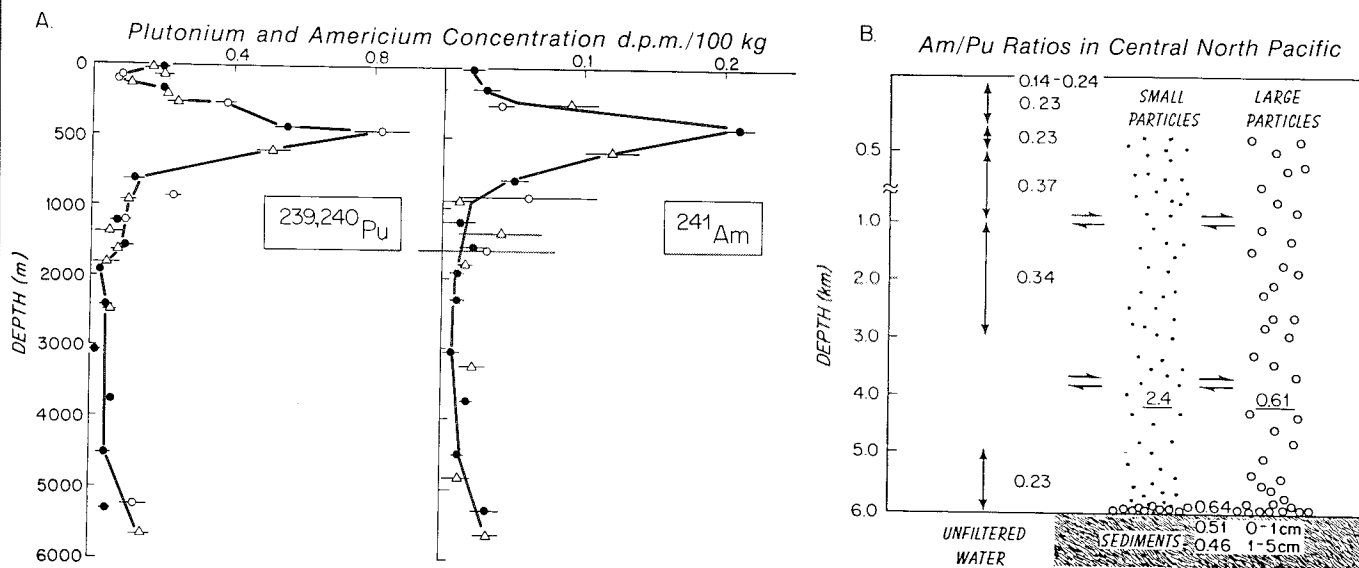 A.
Plutonium and Americium Concentration d.p.m./100 kg
0.4
0.8
0.1
0.2
0
500
1000
2000
3000
4000
5000
6000
DEPTH (m)
239,240Pu
241Am
B.
Am/Pu Ratios in Central North Pacific
0.14-0.24
0.23
0.23
0.37
0.34
0.23
SMALL
PARTICLES
LARGE
PARTICLES
0.5
1.0
2.0
3.0
4.0
5.0
6.0
DEPTH (km)
2.4
0.61
0.64
0.51 0-1cm
0.46 1-5cm
SEDIMENTS
UNFILTERED
WATER